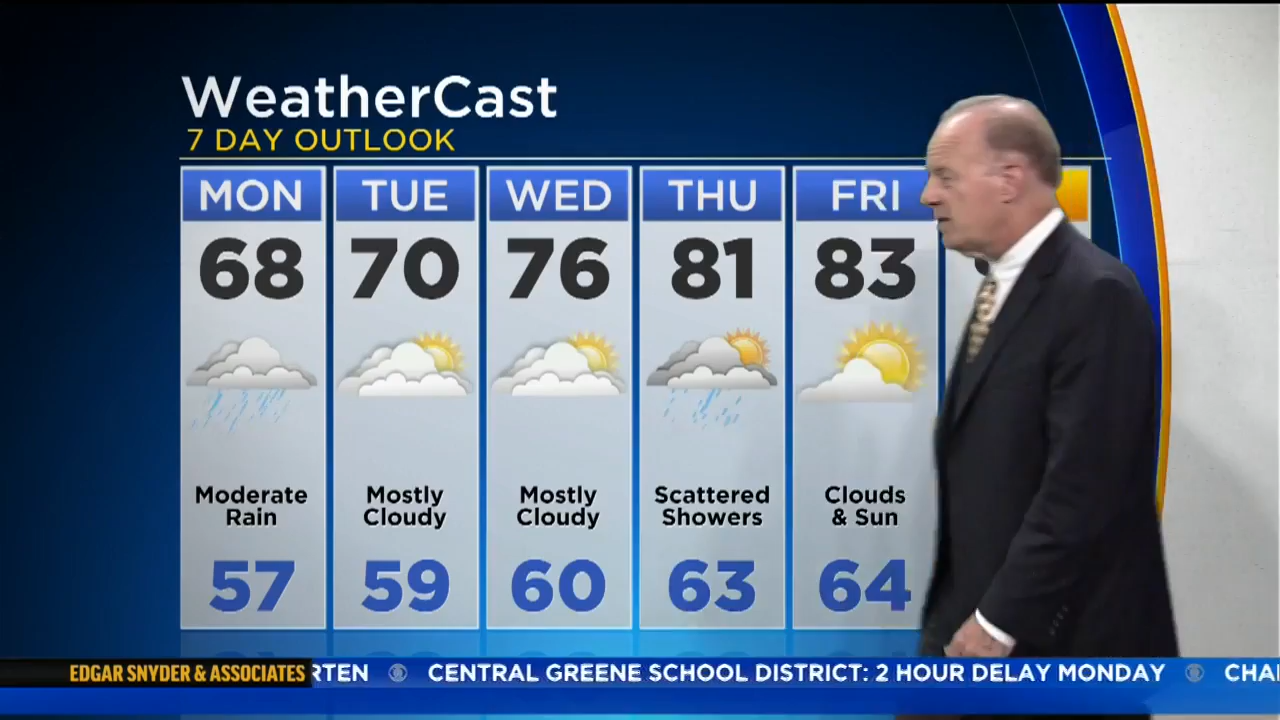 WeatherCast
7 DAY OUTLOOK
MON TUE WED THU FRI
68 70 76 81 83
Moderate Rain
Mostly Cloudy
Mostly Cloudy
Scattered Showers
Clouds & Sun
57 59 60 63 64
EDGAR SNYDER & ASSOCIATES RTEN CENTRAL GREENE SCHOOL DISTRICT: 2 HOUR DELAY MONDAY CHA